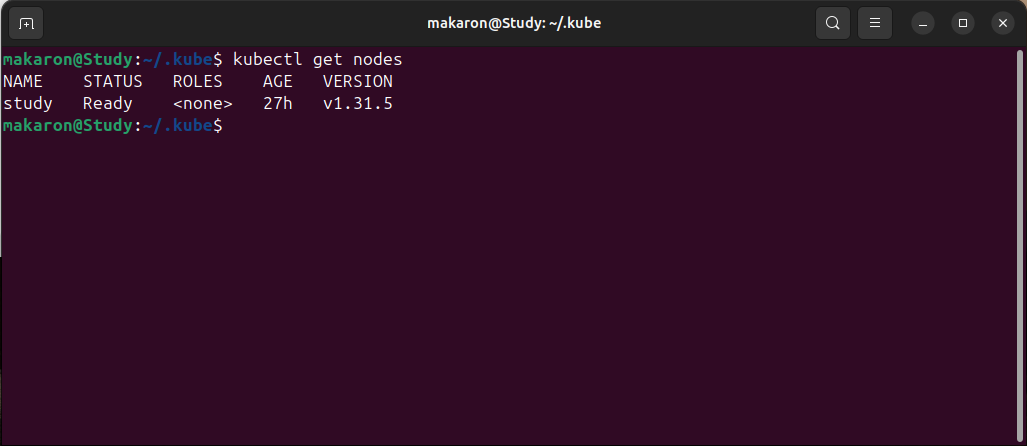 makaron@Study: ~/.kube
makaron@Study:~/.kube$ kubectl get nodes
NAME    STATUS   ROLES    AGE   VERSION
study   Ready    <none>   27h   v1.31.5
makaron@Study:~/.kube$